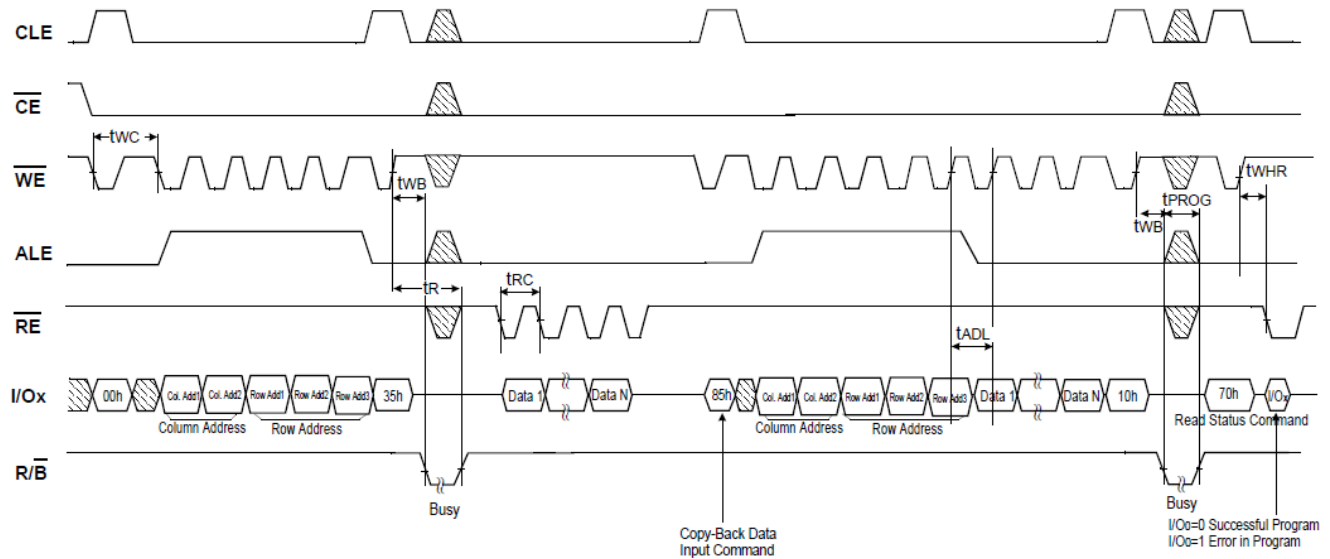 CLE
CE
tWC
WE
tWB
tWHR
tPROG
tWB
ALE
tR
tRC
RE
tADL
I/Ox
00h
Col. Add1
Col. Add2
Row Add1
Row Add2
Row Add3
35h
Data 1
Data N
85h
Col. Add1
Col. Add2
Row Add1
Row Add2
Row Add3
Data 1
Data N
10h
70h
I/Ox
Column Address
Row Address
Column Address
Row Address
Read Status Command
R/B
Busy
Busy
Copy-Back Data
Input Command
I/O0=0 Successful Program
I/O0=1 Error in Program